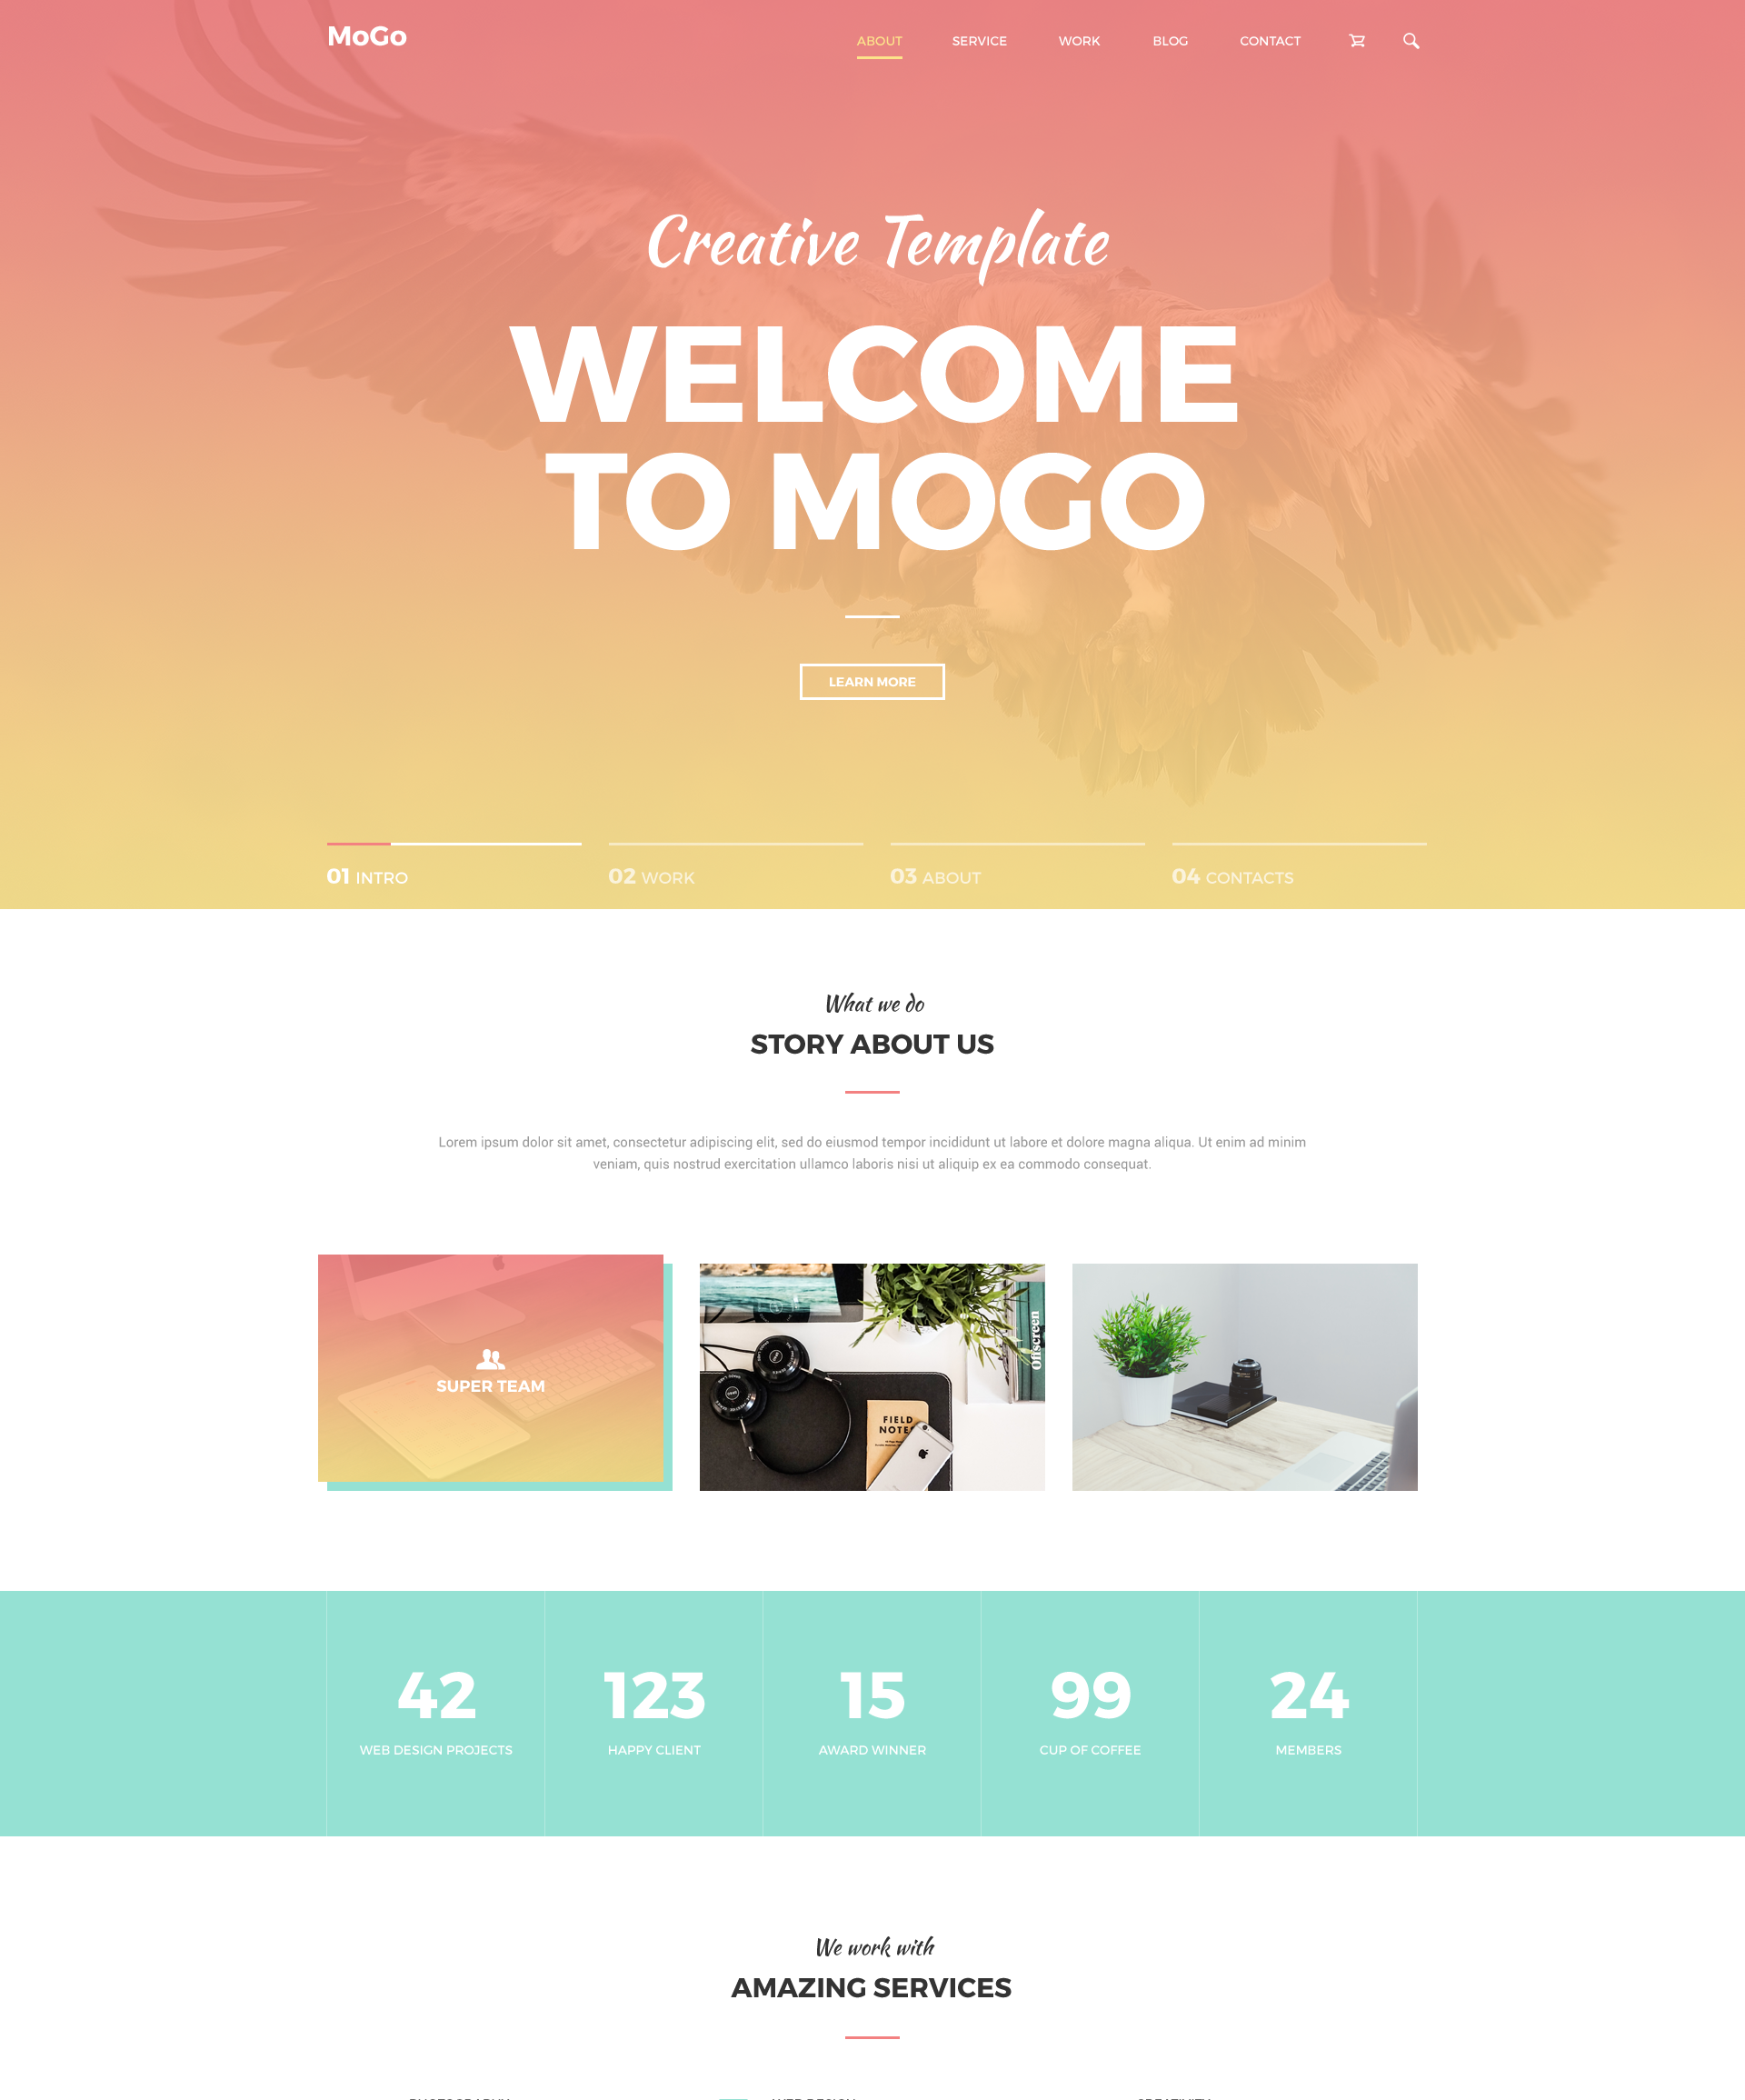 MoGo
ABOUT SERVICE WORK BLOG CONTACT
Creative Template
WELCOME
TO MOGO
LEARN MORE
01 INTRO
02 WORK
03 ABOUT
04 CONTACTS
What we do
STORY ABOUT US
Lorem ipsum dolor sit amet, consectetur adipiscing elit, sed do eiusmod tempor incididunt ut labore et dolore magna aliqua. Ut enim ad minim
veniam, quis nostrud exercitation ullamco laboris nisi ut aliquip ex ea commodo consequat.
SUPER TEAM
Offscreen
FIELD
NOTES
42
WEB DESIGN PROJECTS
123
HAPPY CLIENT
15
AWARD WINNER
99
CUP OF COFFEE
24
MEMBERS
We work with
AMAZING SERVICES